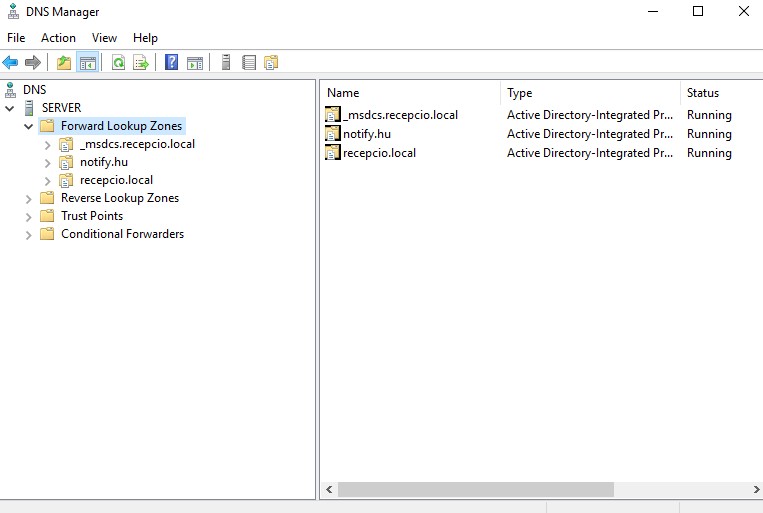 DNS Manager
File Action View Help
DNS
SERVER
Forward Lookup Zones
_msdcs.recepcio.local
notify.hu
recepcio.local
Reverse Lookup Zones
Trust Points
Conditional Forwarders
Name Type Status
_msdcs.recepcio.local Active Directory-Integrated Pr... Running
notify.hu Active Directory-Integrated Pr... Running
recepcio.local Active Directory-Integrated Pr... Running